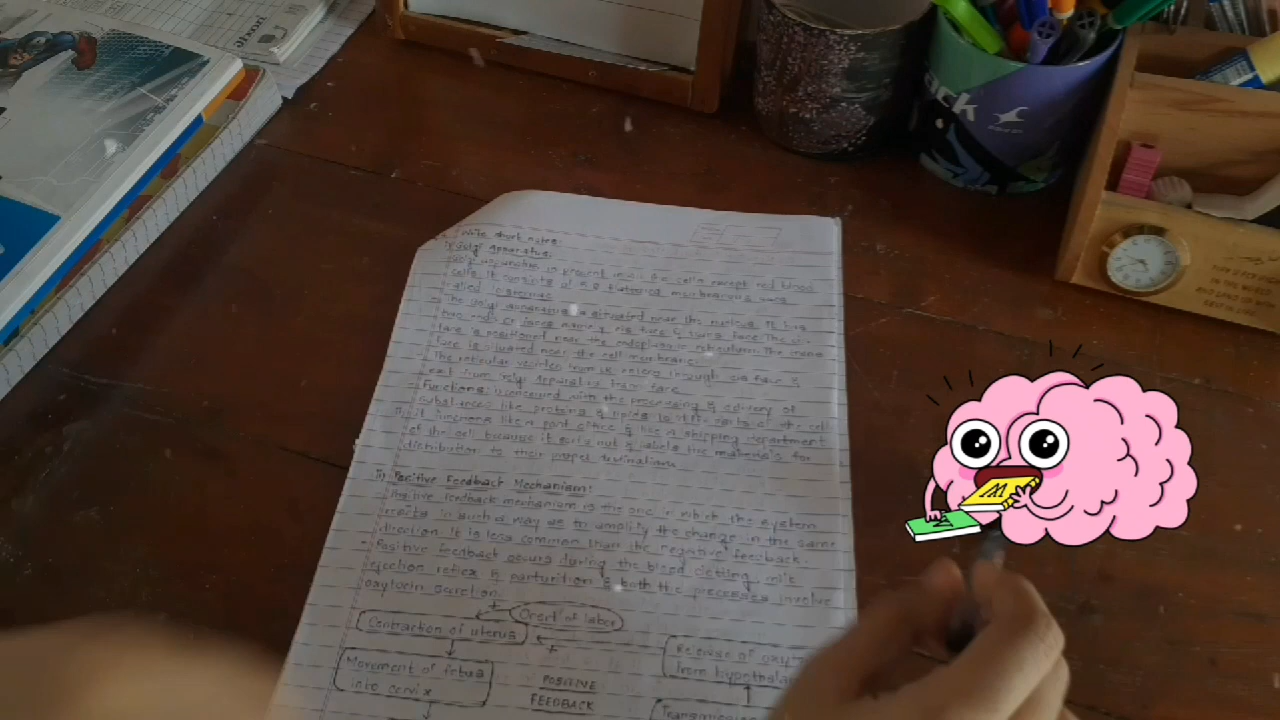 Write short notes:
i) Golgi apparatus:
Golgi apparatus is present in all the cells except red blood
cells. It consists of 5-8 flattened membranous sacs
called cisternae
The Golgi apparatus is situated near the nucleus. It has
two ends or faces namely cis face & trans face. The cis
face is positioned near the endoplasmic reticulum. The trans
face is situated near the cell membrane.
The reticular vesicles from ER enters through cis face &
exit from
Functions: concerned with the processing & delivery of
substances like proteins & lipids to parts of the cell
It functions like a post office & like a shipping department
of the cell because it sorts out & labels the materials for
distribution to their proper destinations.
ii) Positive Feedback Mechanism:
Positive feedback mechanism is the one in which the system
reacts in such a way as to amplify the change in the same
direction. It is less common than the negative feedback.
Positive feedback occurs during the blood clotting, milk
ejection reflex & parturition & both the processes involve
oxytocin secretion.
Onset of labor
Contraction of uterus
Release of oxy
from hypothala
Movement of fetus
into cervix
POSITIVE
FEEDBACK
Transmission
ck
W